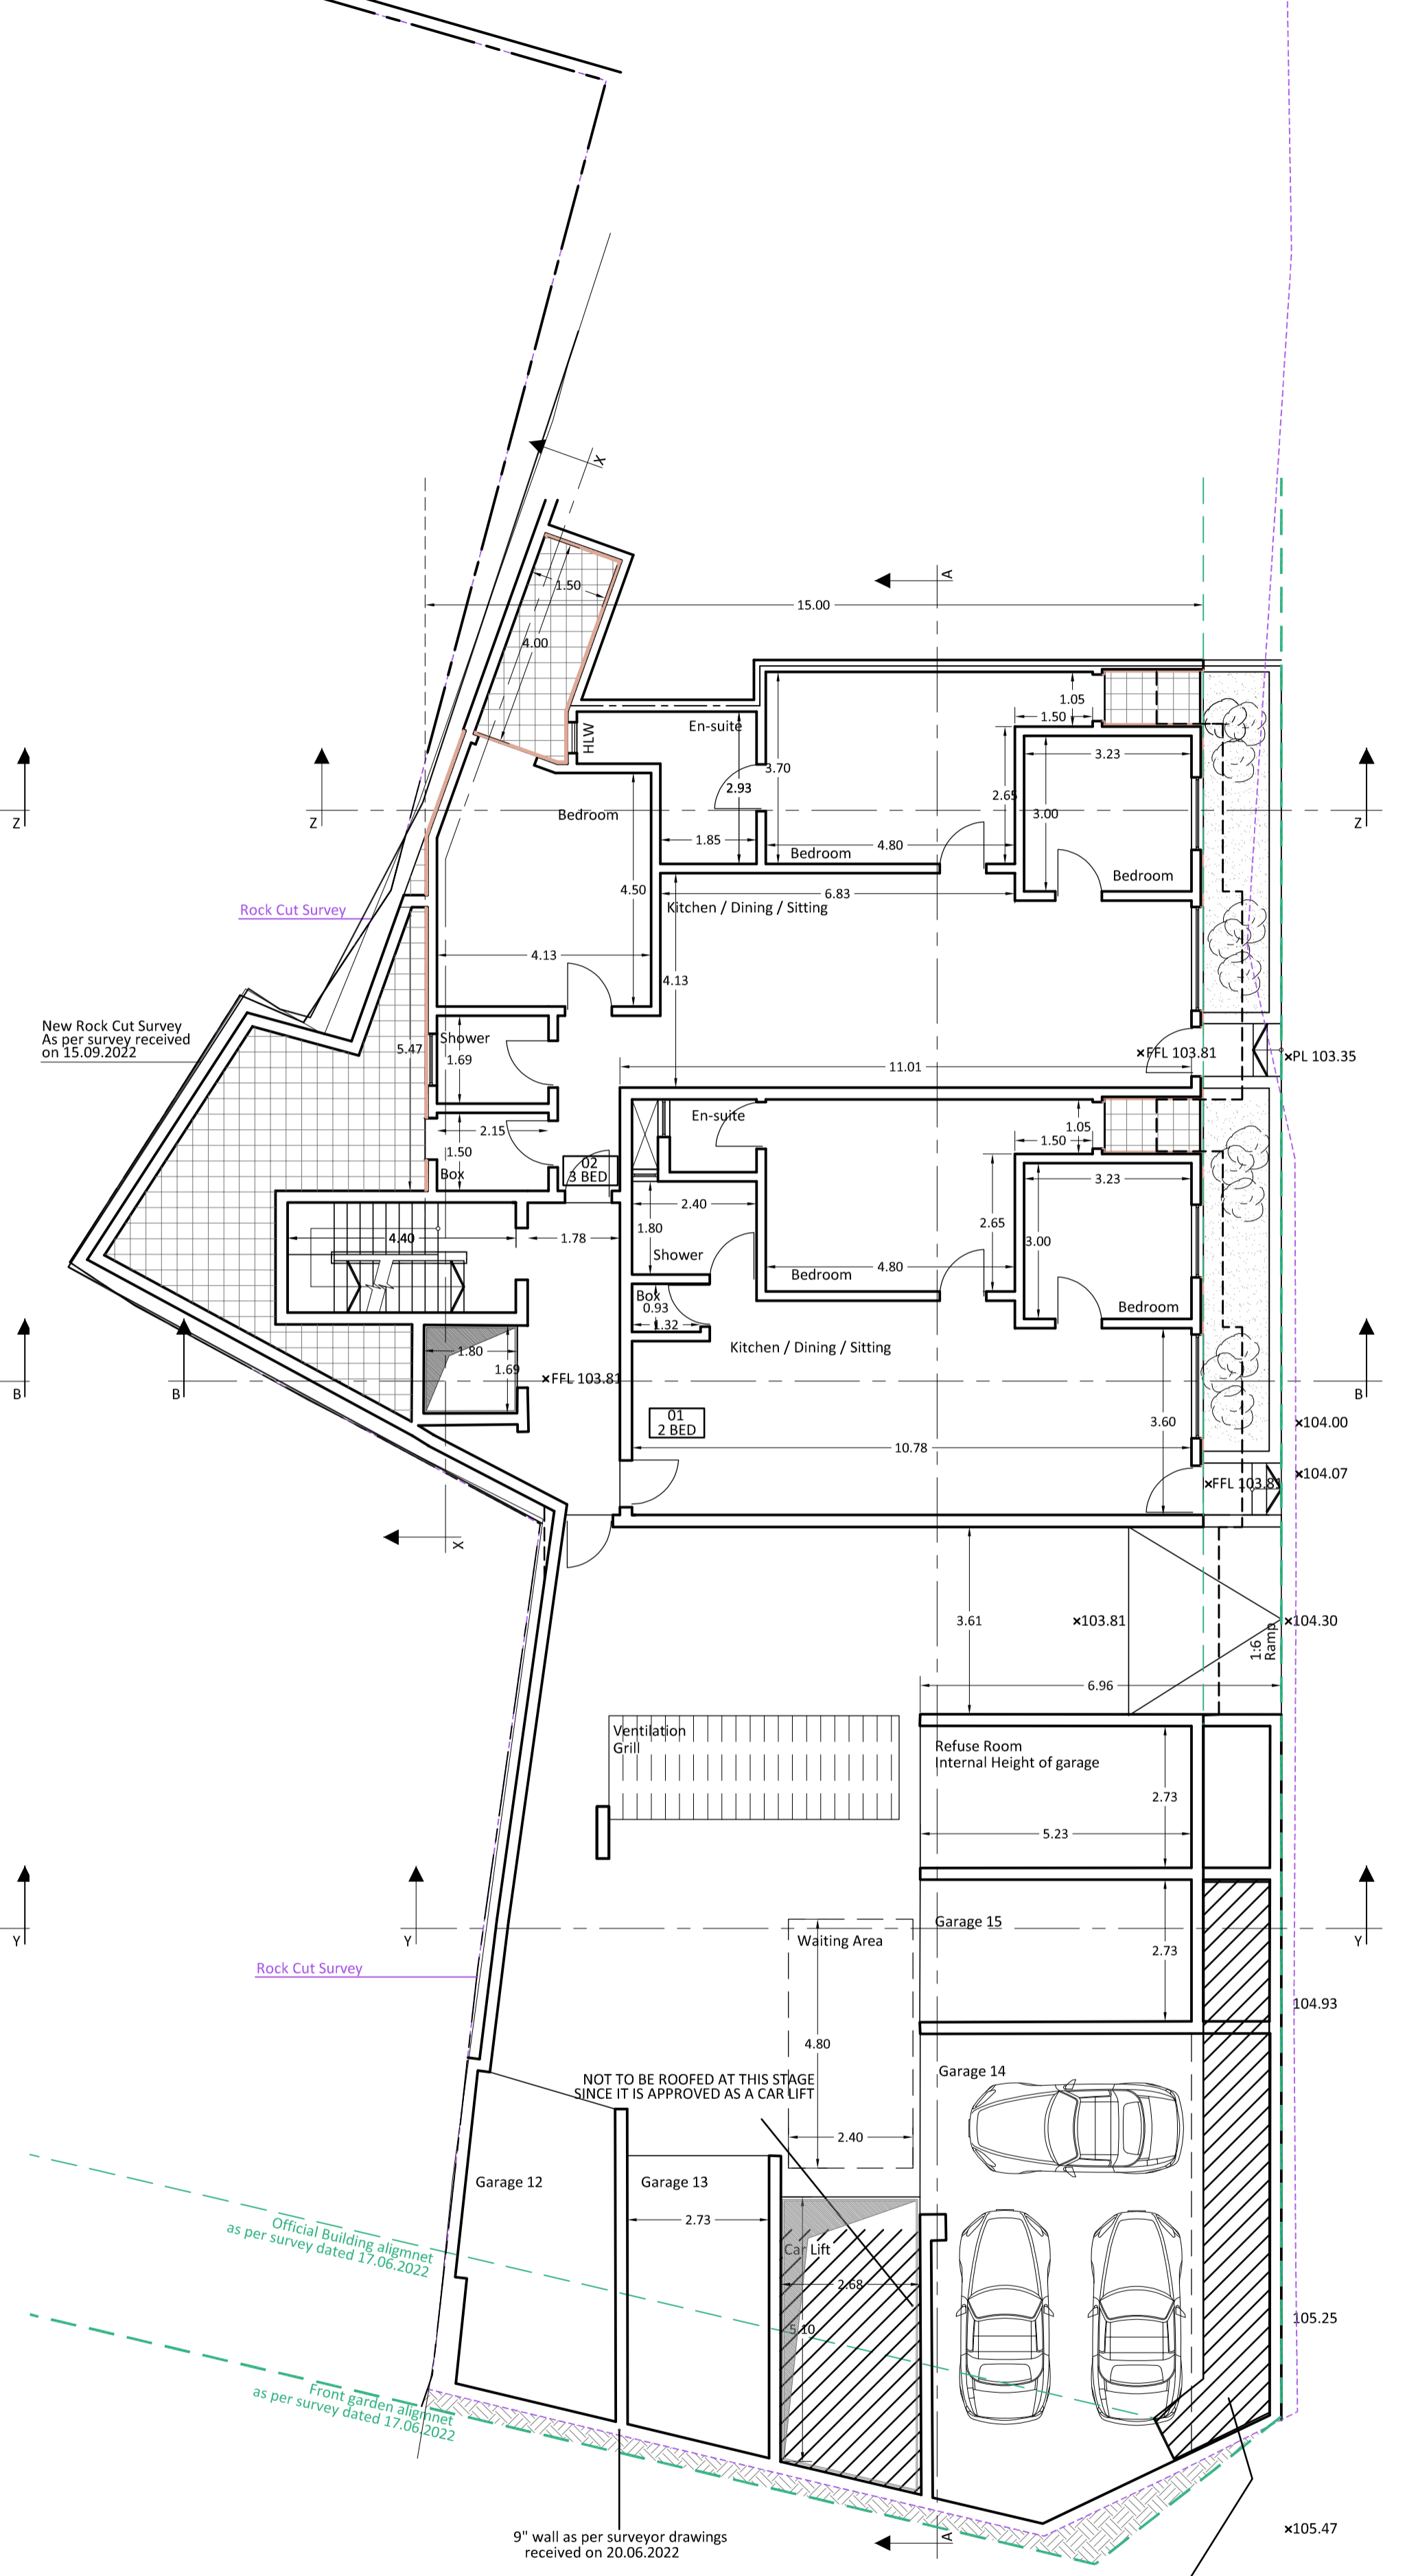 X
A
15.00
1.50
4.00
1.05
1.50
En-suite
HLW
3.70
3.23
2.93
2.65
3.00
Z
Z
Z
Bedroom
1.85
4.80
Bedroom
Bedroom
4.50
6.83
Kitchen / Dining / Sitting
Rock Cut Survey
4.13
4.13
New Rock Cut Survey
As per survey received
on 15.09.2022
Shower
5.47
1.69
×FFL 103.81
×PL 103.35
11.01
En-suite
1.05
2.15
1.50
1.50
Box
02
3 BED
3.23
2.40
1.80
2.65
3.00
4.40
1.78
Shower
4.80
Bedroom
Box
0.93
1.32
Bedroom
1.80
1.69
Kitchen / Dining / Sitting
×FFL 103.81
B
B
B
01
2 BED
3.60
×104.00
10.78
×104.07
×FFL 103.81
X
3.61
×103.81
×104.30
1:6
Ramp
6.96
Ventilation
Grill
Refuse Room
Internal Height of garage
2.73
5.23
Garage 15
Waiting Area
2.73
Y
Y
Y
Rock Cut Survey
104.93
4.80
Garage 14
NOT TO BE ROOFED AT THIS STAGE
SINCE IT IS APPROVED AS A CAR LIFT
2.40
Garage 12
Garage 13
2.73
Official Building alignmet
as per survey dated 17.06.2022
Car Lift
2.68
5.10
105.25
Front garden alignmet
as per survey dated 17.06.2022
9" wall as per surveyor drawings
received on 20.06.2022
A
×105.47